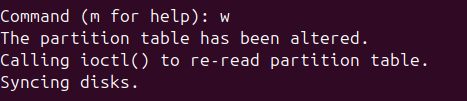 Command (m for help): w
The partition table has been altered.
Calling ioctl() to re-read partition table.
Syncing disks.